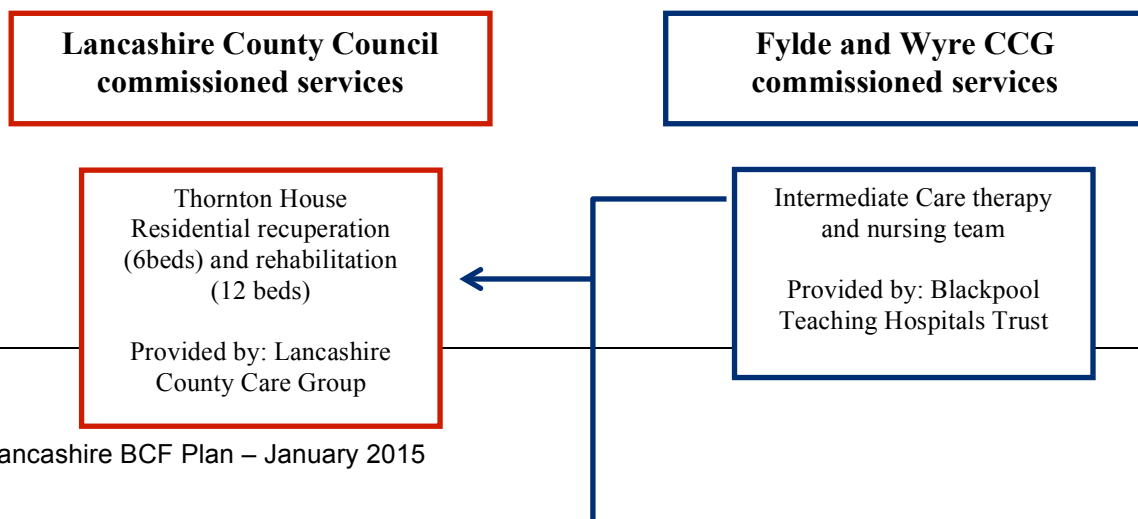 Lancashire County Council
commissioned services
Fylde and Wyre CCG
commissioned services
Thornton House
Residential recuperation
(6beds) and rehabilitation
(12 beds)
Provided by: Lancashire
County Care Group
Intermediate Care therapy
and nursing team
Provided by: Blackpool
Teaching Hospitals Trust
ancashire BCF Plan – January 2015